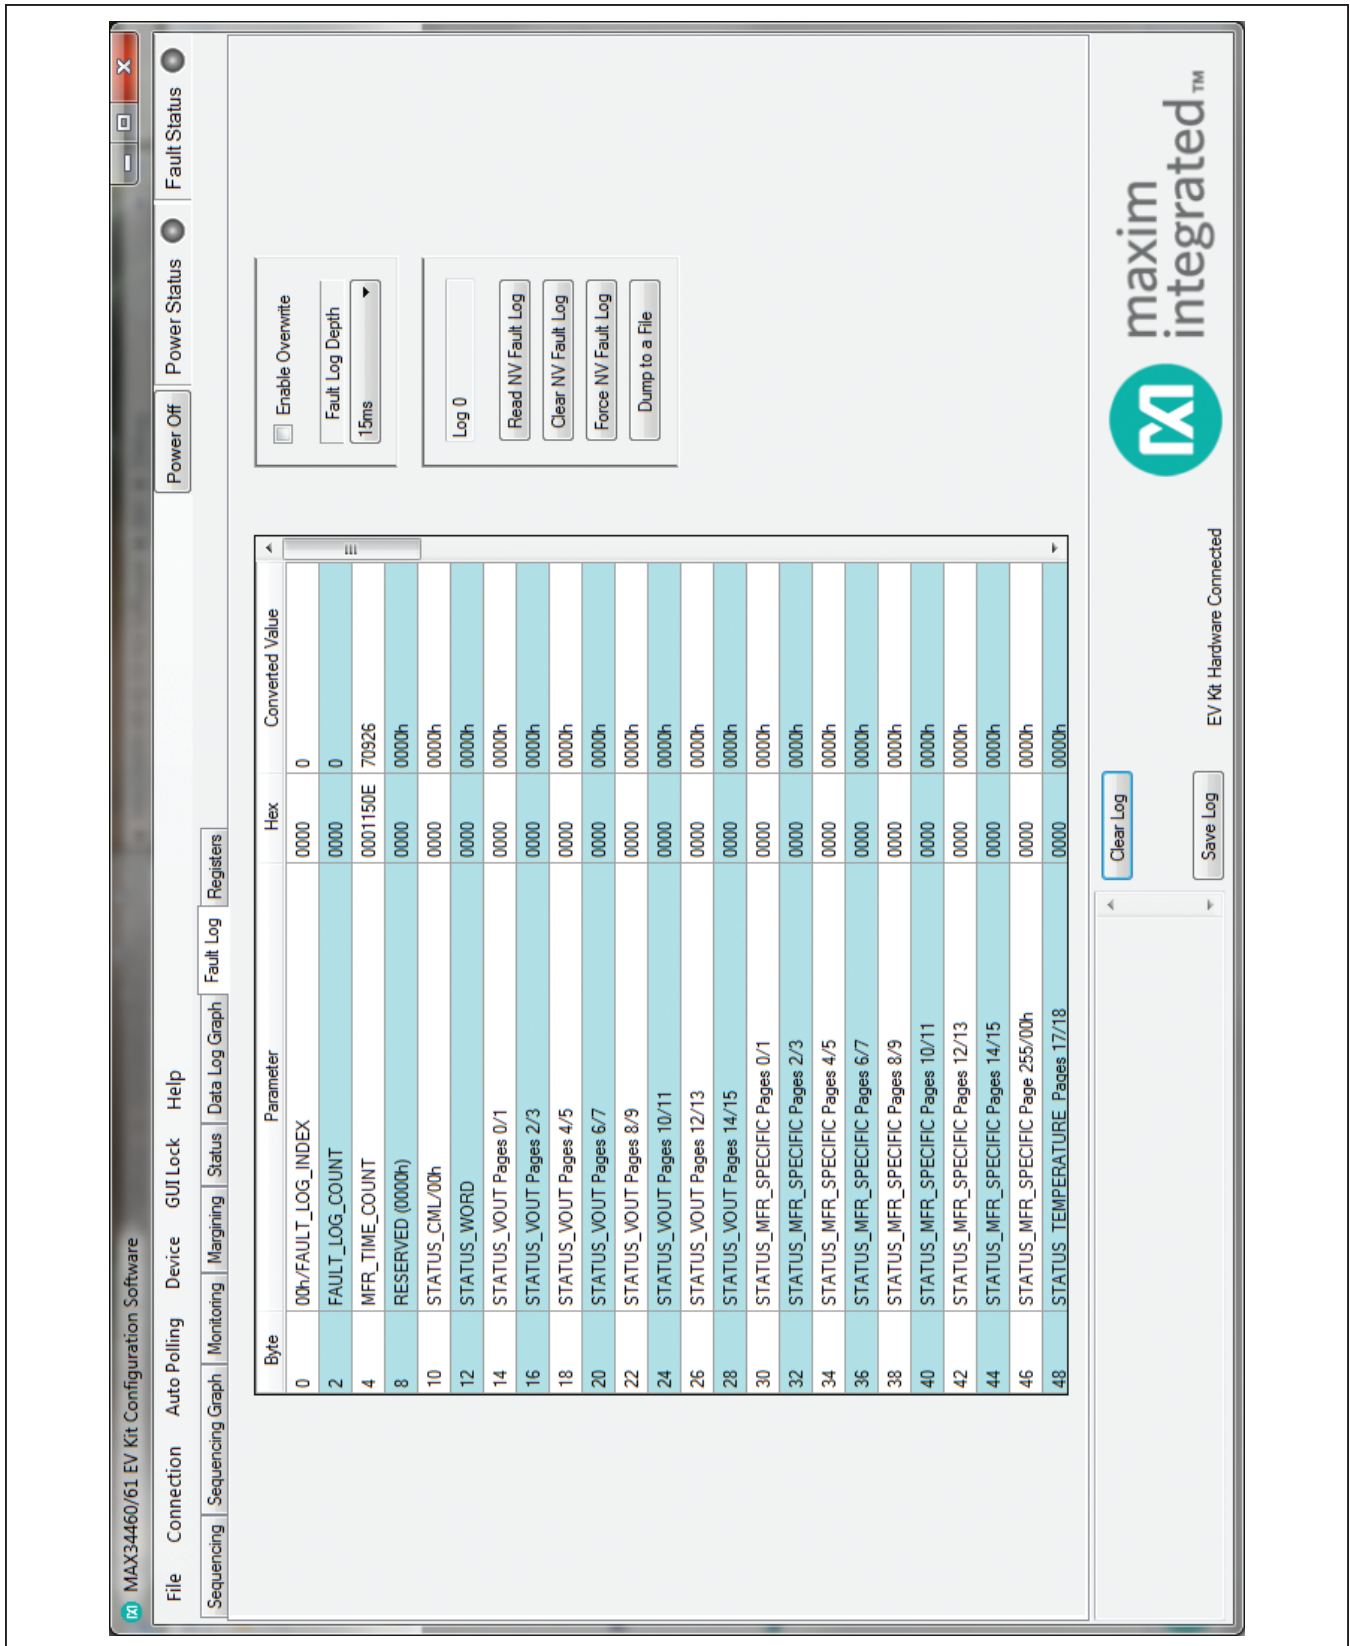 MAX34460/61 EV Kit Configuration Software
File Connection Auto Polling Device GUI Lock Help Power Off Power Status Fault Status
Sequencing Sequencing Graph Monitoring Margining Status Data Log Graph Fault Log Registers
Byte Parameter Hex Converted Value
0 00h/FAULT_LOG_INDEX 0000 0
2 FAULT_LOG_COUNT 0000 0
4 MFR_TIME_COUNT 0001150E 70926
8 RESERVED (0000h) 0000 0000h
10 STATUS_CML/00h 0000 0000h
12 STATUS_WORD 0000 0000h
14 STATUS_VOUT Pages 0/1 0000 0000h
16 STATUS_VOUT Pages 2/3 0000 0000h
18 STATUS_VOUT Pages 4/5 0000 0000h
20 STATUS_VOUT Pages 6/7 0000 0000h
22 STATUS_VOUT Pages 8/9 0000 0000h
24 STATUS_VOUT Pages 10/11 0000 0000h
26 STATUS_VOUT Pages 12/13 0000 0000h
28 STATUS_VOUT Pages 14/15 0000 0000h
30 STATUS_MFR_SPECIFIC Pages 0/1 0000 0000h
32 STATUS_MFR_SPECIFIC Pages 2/3 0000 0000h
34 STATUS_MFR_SPECIFIC Pages 4/5 0000 0000h
36 STATUS_MFR_SPECIFIC Pages 6/7 0000 0000h
38 STATUS_MFR_SPECIFIC Pages 8/9 0000 0000h
40 STATUS_MFR_SPECIFIC Pages 10/11 0000 0000h
42 STATUS_MFR_SPECIFIC Pages 12/13 0000 0000h
44 STATUS_MFR_SPECIFIC Pages 14/15 0000 0000h
46 STATUS_MFR_SPECIFIC Page 255/00h 0000 0000h
48 STATUS_TEMPERATURE Pages 17/18 0000 0000h
Enable Overwrite
Fault Log Depth
15ms
Log 0
Read NV Fault Log
Clear NV Fault Log
Force NV Fault Log
Dump to a File
Clear Log
Save Log
EV Kit Hardware Connected
maxim
integrated™